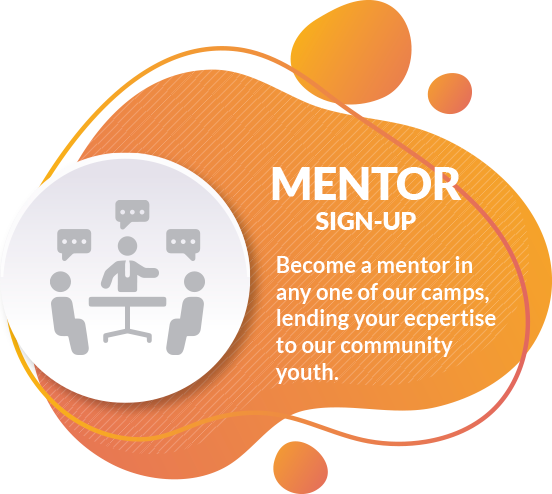 MENTOR
SIGN-UP
Become a mentor in
any one of our camps,
lending your ecpertise
to our community
youth.